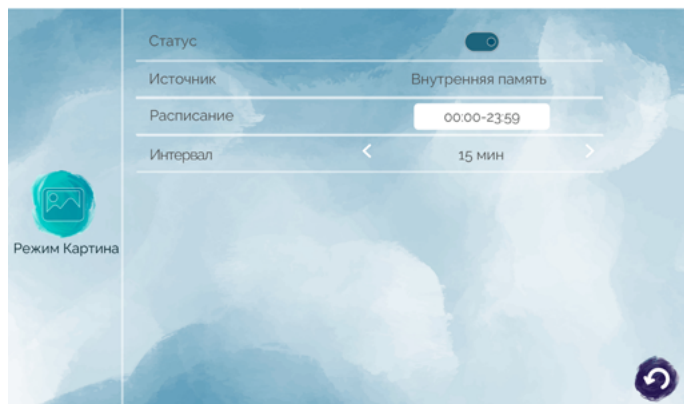 Статус
Источник Внутренняя память
Расписание 00:00-23:59
Интервал < 15 мин >
Режим Картина